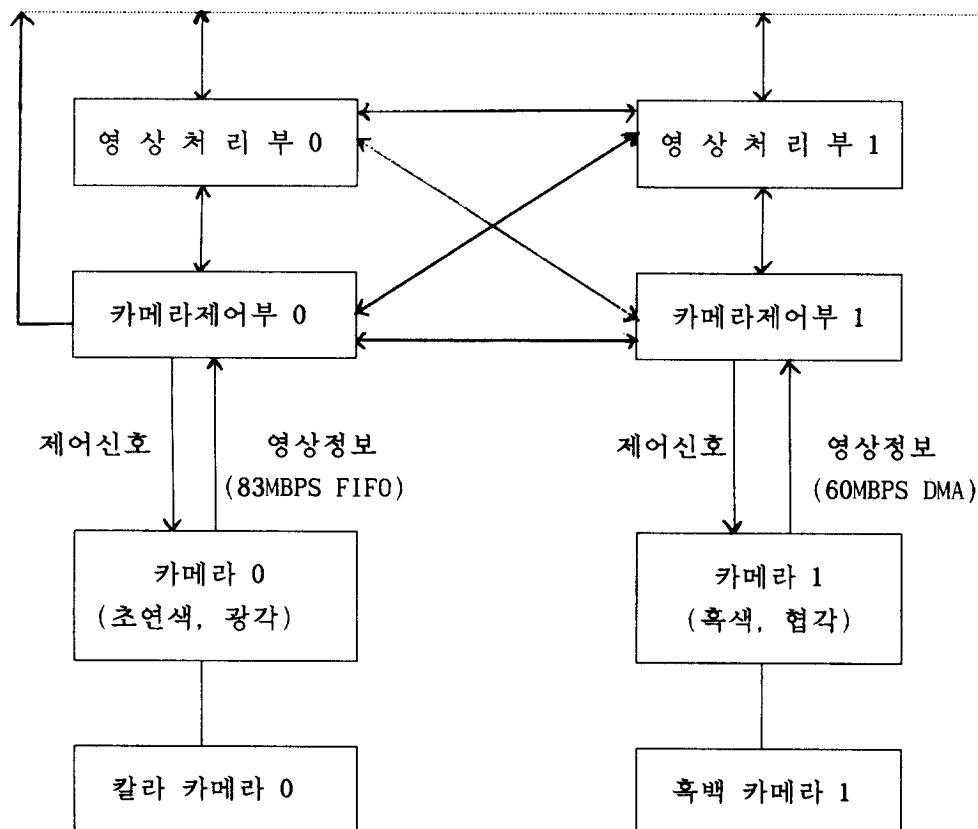 영 상 처 리 부 0
영 상 처 리 부 1
카메라제어부 0
카메라제어부 1
제어신호
영상정보
(83MBPS FIFO)
제어신호
영상정보
(60MBPS DMA)
카메라 0
(초연색, 광각)
카메라 1
(흑색, 협각)
칼라 카메라 0
흑백 카메라 1